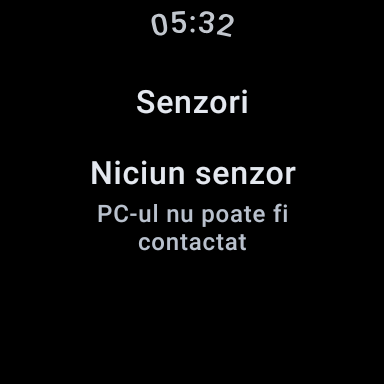 05:32
Senzori
Niciun senzor
PC-ul nu poate fi
contactat